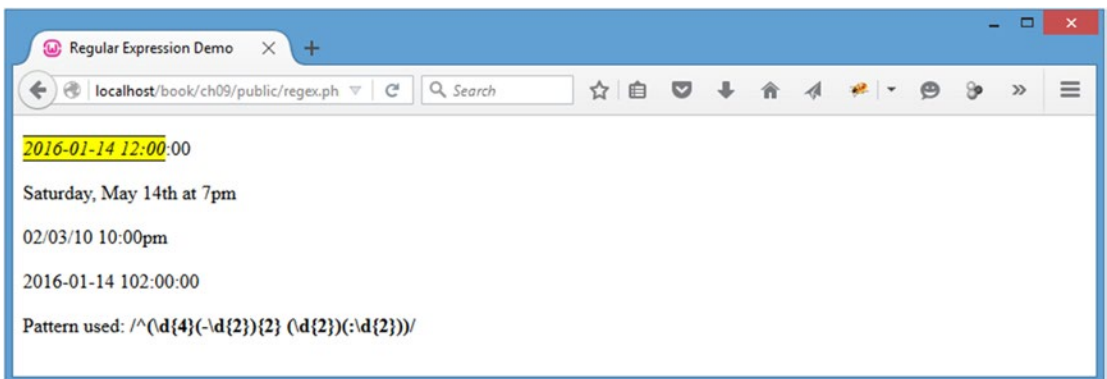 Regular Expression Demo
localhost/book/ch09/public/regex.ph
Search
2016-01-14 12:00:00
Saturday, May 14th at 7pm
02/03/10 10:00pm
2016-01-14 102:00:00
Pattern used: /^(\d{4}(-\d{2}){2} (\d{2})(:\d{2}))/